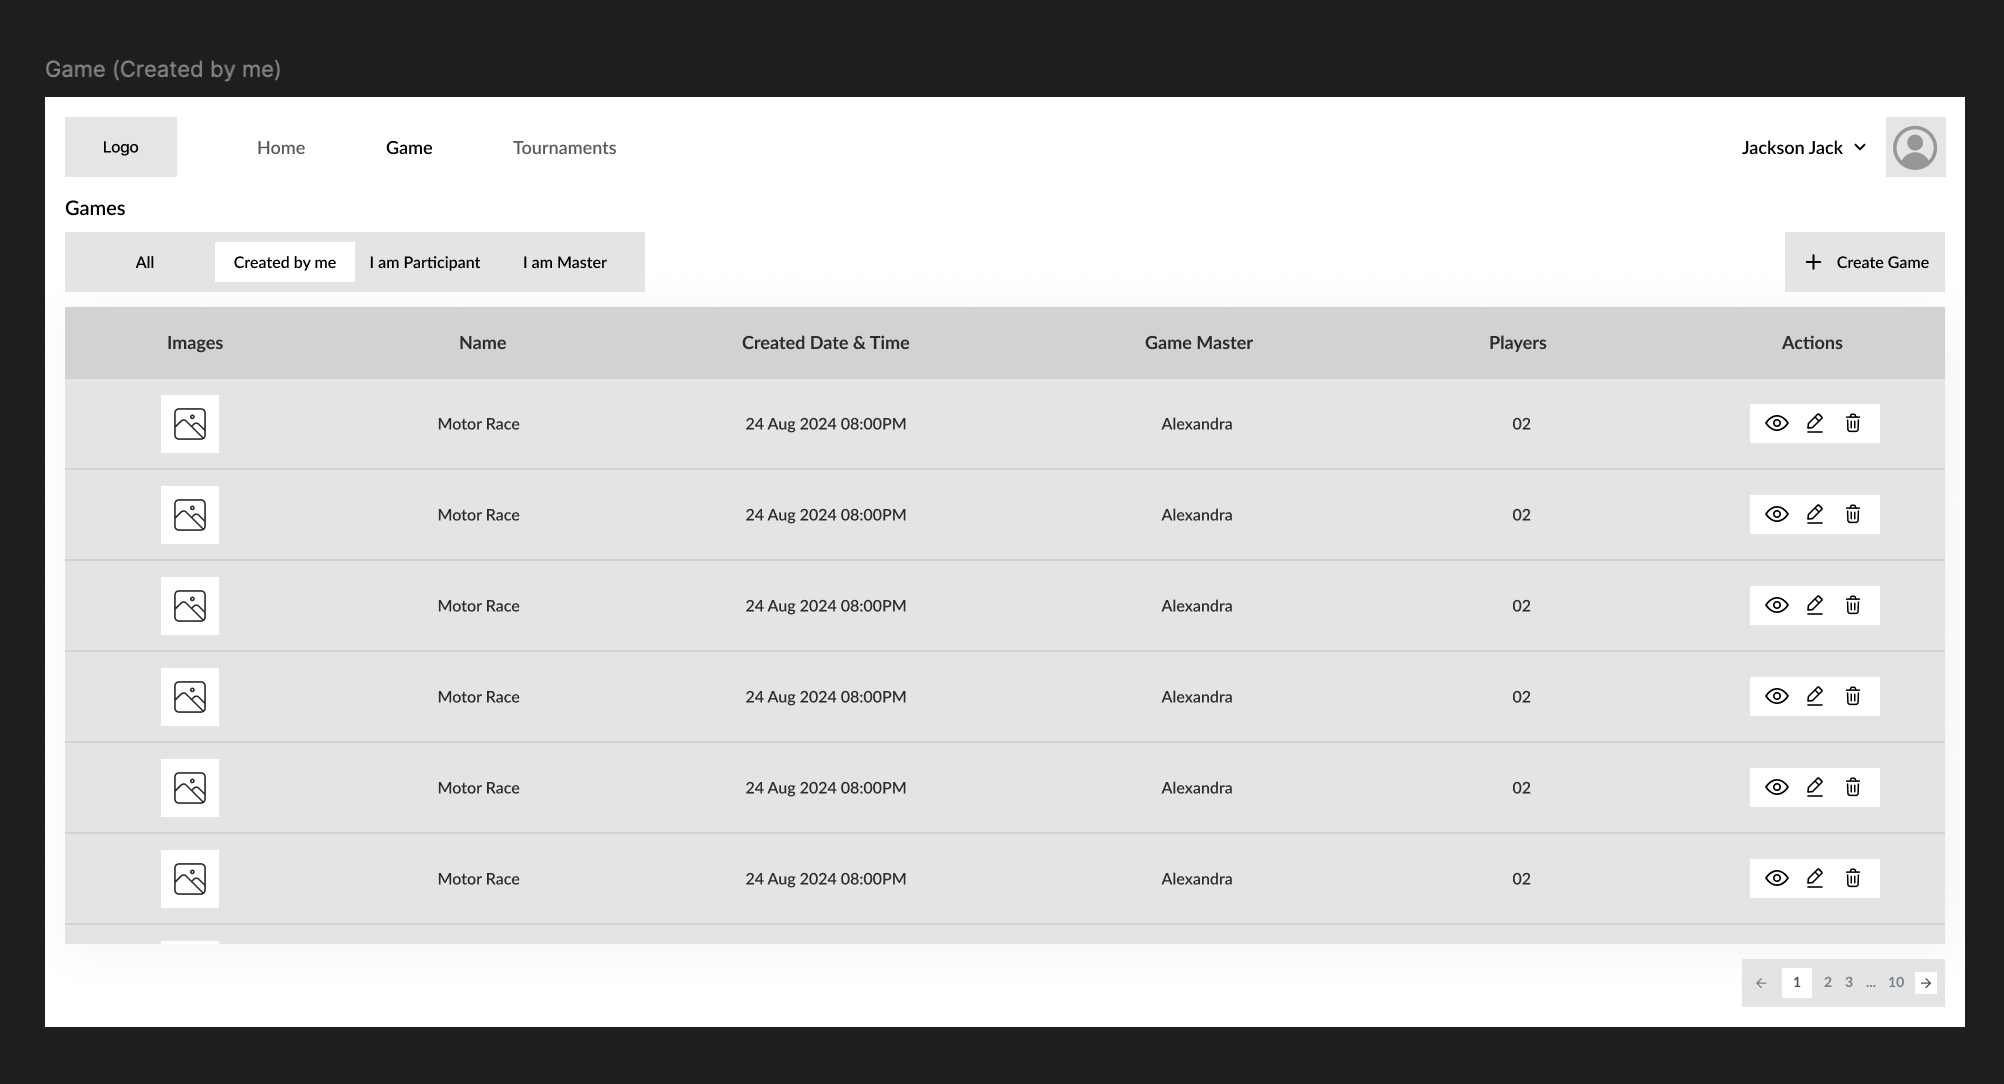 Game (Created by me)
Logo Home Game Tournaments Jackson Jack
Games
All Created by me I am Participant I am Master Create Game
Images Name Created Date & Time Game Master Players Actions
Motor Race 24 Aug 2024 08:00PM Alexandra 02
Motor Race 24 Aug 2024 08:00PM Alexandra 02
Motor Race 24 Aug 2024 08:00PM Alexandra 02
Motor Race 24 Aug 2024 08:00PM Alexandra 02
Motor Race 24 Aug 2024 08:00PM Alexandra 02
Motor Race 24 Aug 2024 08:00PM Alexandra 02
1 2 3 ... 10